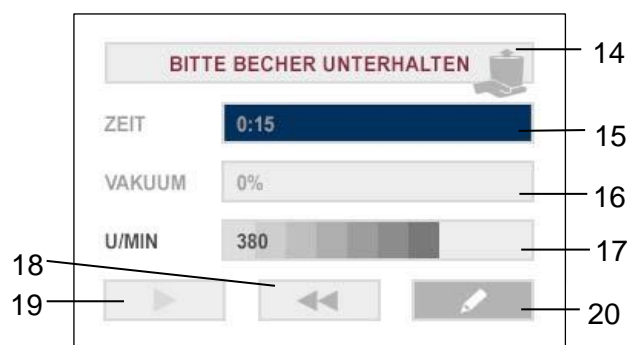 BITTE BECHER UNTERHALTEN 14
ZEIT 0:15 15
VAKUUM 0% 16
U/MIN 380 17
18
19
20